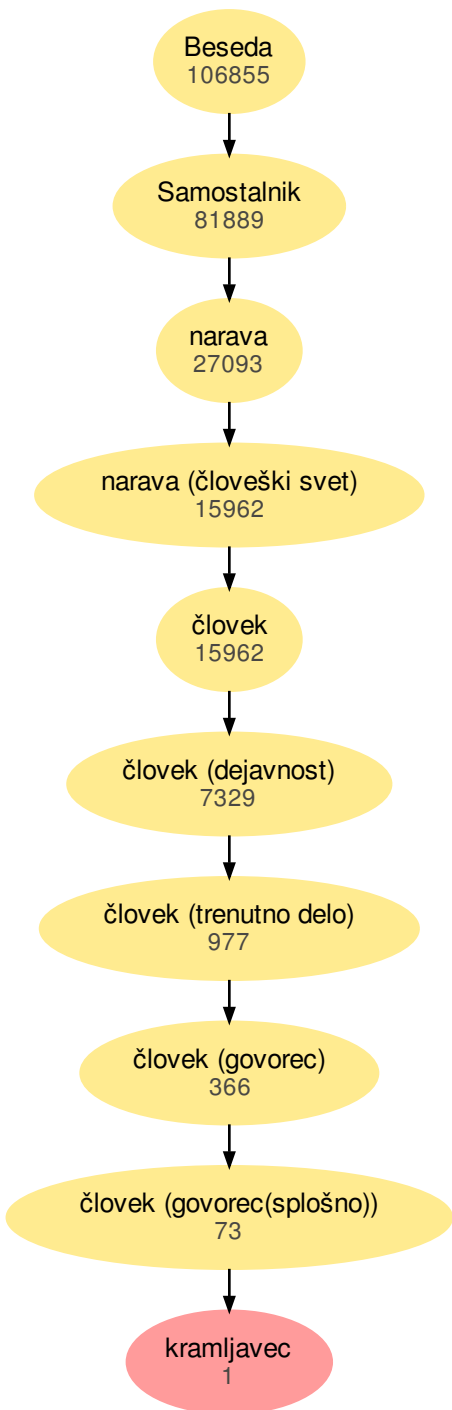 Beseda
106855
Samostalnik
81889
narava
27093
narava (človeški svet)
15962
človek
15962
človek (dejavnost)
7329
človek (trenutno delo)
977
človek (govorec)
366
človek (govorec(splošno))
73
kramljavec
1